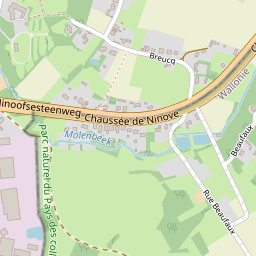 Breucq
Wallonie
Ninoofsesteenweg
Chaussée de Ninove
Molenbeek
parc naturel du Pays des coll
Beaufaux
Rue Beaufaux